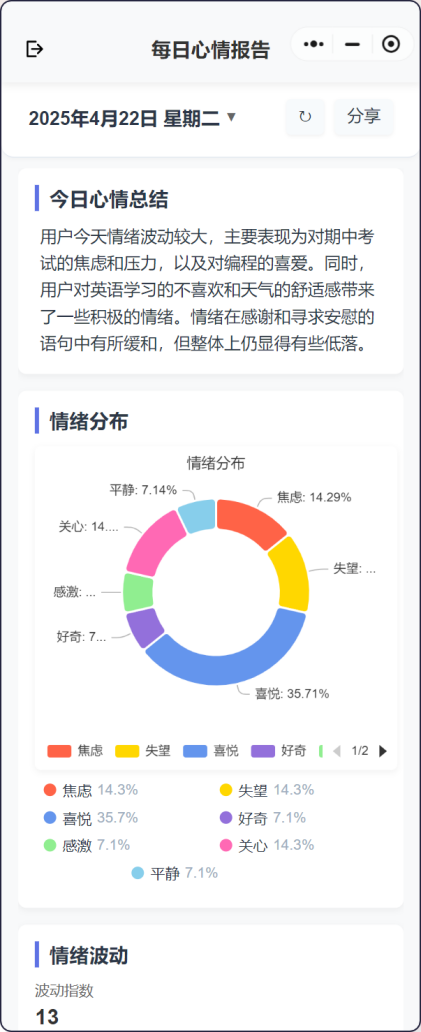 每日心情报告
2025年4月22日 星期二 ▼
↻ 分享
今日心情总结
用户今天情绪波动较大，主要表现为对期中考
试的焦虑和压力，以及对编程的喜爱。同时，
用户对英语学习的不喜欢和天气的舒适感带来
了一些积极的情绪。情绪在感谢和寻求安慰的
语句中有所缓和，但整体上仍显得有些低落。
情绪分布
情绪分布
平静: 7.14%
焦虑: 14.29%
关心: 14....
失望: ...
感激: ...
好奇: 7...
喜悦: 35.71%
焦虑 失望 喜悦 好奇 1/2
焦虑 14.3% 失望 14.3%
喜悦 35.7% 好奇 7.1%
感激 7.1% 关心 14.3%
平静 7.1%
情绪波动
波动指数
13